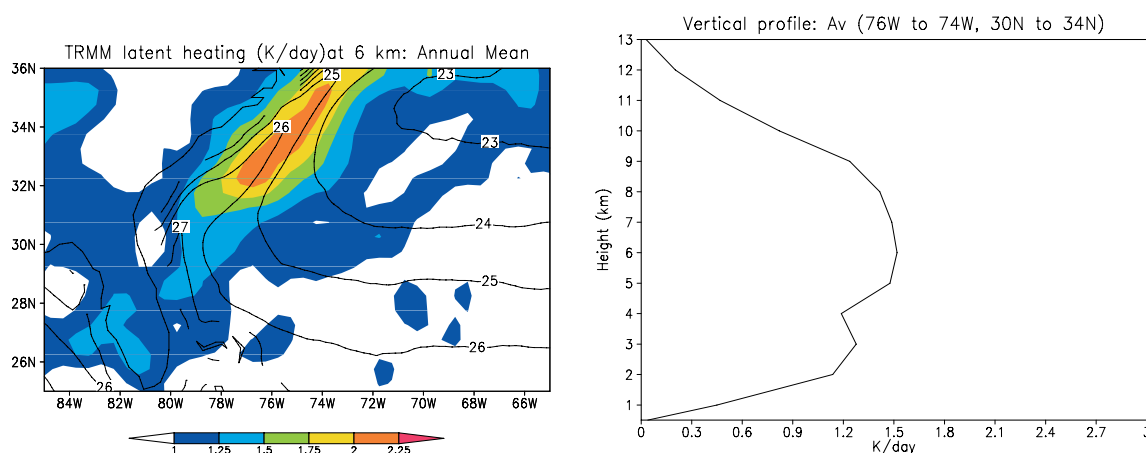 TRMM latent heating (K/day)at 6 km: Annual Mean
36N
34N
32N
30N
28N
26N
84W 82W 80W 78W 76W 74W 72W 70W 68W 66W
25
23
26
23
27
24
25
26
26
1 1.25 1.5 1.75 2 2.25
Vertical profile: Av (76W to 74W, 30N to 34N)
Height (km)
13
12
11
10
9
8
7
6
5
4
3
2
1
0 0.3 0.6 0.9 1.2 1.5 1.8 2.1 2.4 2.7 3
K/day